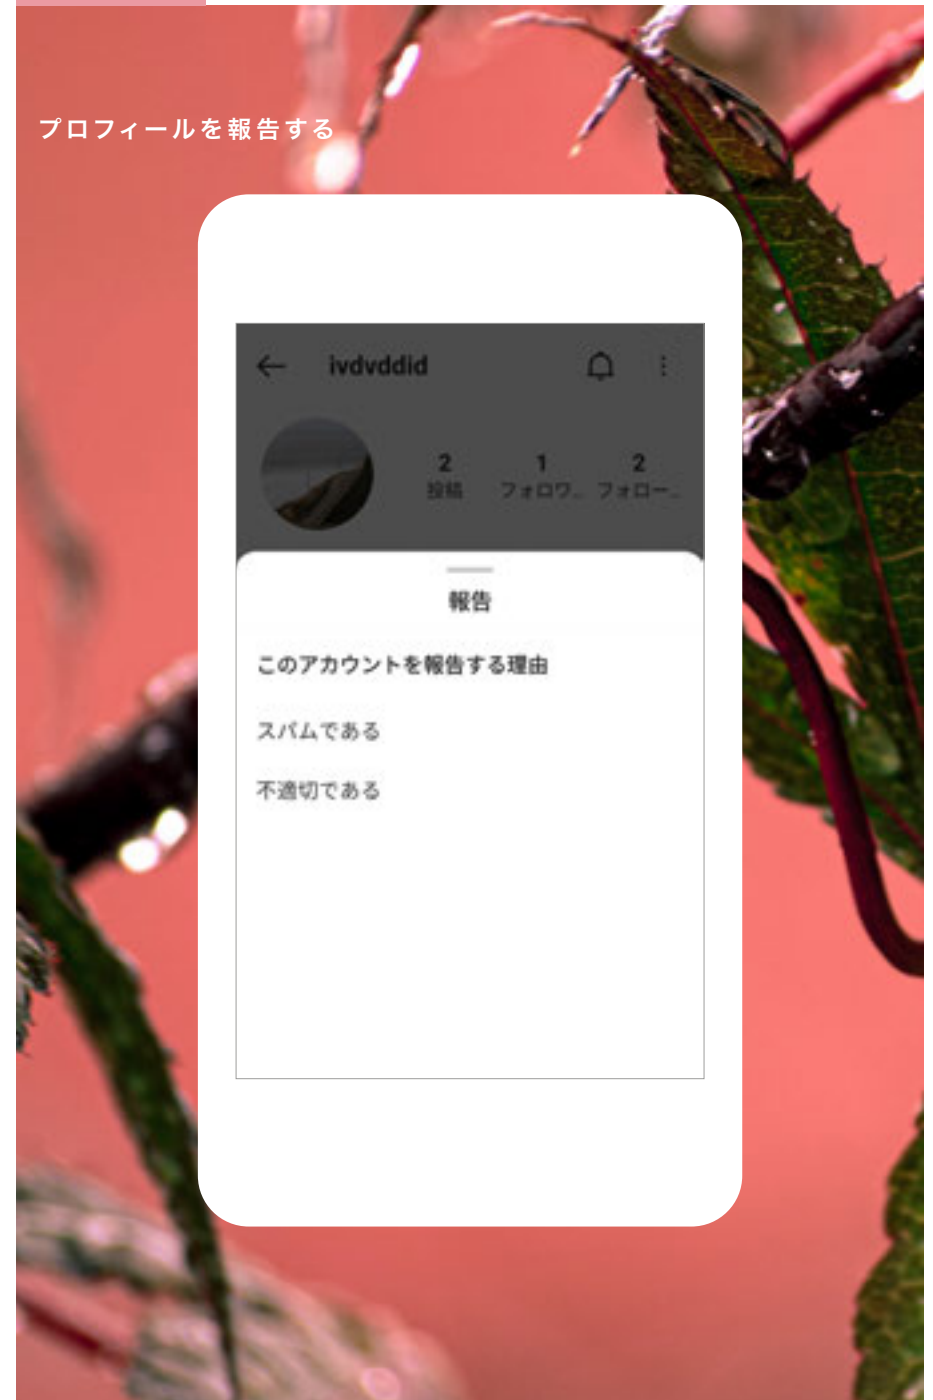 プロフィールを報告する
ivdvddid
2 1 2
投稿 フォロワ... フォロー...
報告
このアカウントを報告する理由
スパムである
不適切である